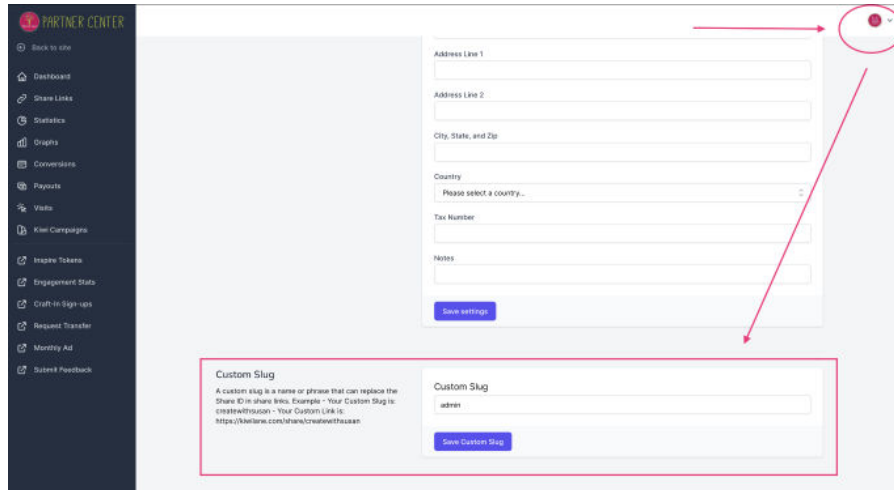 PARTNER CENTER
Back to site
Dashboard
Share Links
Statistics
Graphs
Conversions
Payouts
Visits
Kiwi Campaigns
Inspire Tokens
Engagement Stats
Craft-In Sign-ups
Request Transfer
Monthly Ad
Submit Feedback
Address Line 1
Address Line 2
City, State, and Zip
Country
Please select a country...
Tax Number
Notes
Save settings
Custom Slug
A custom slug is a name or phrase that can replace the
Share ID in share links. Example - Your Custom Slug is:
createwithsusan - Your Custom Link is:
https://kiwilane.com/share/createwithsusan
Custom Slug
admin
Save Custom Slug